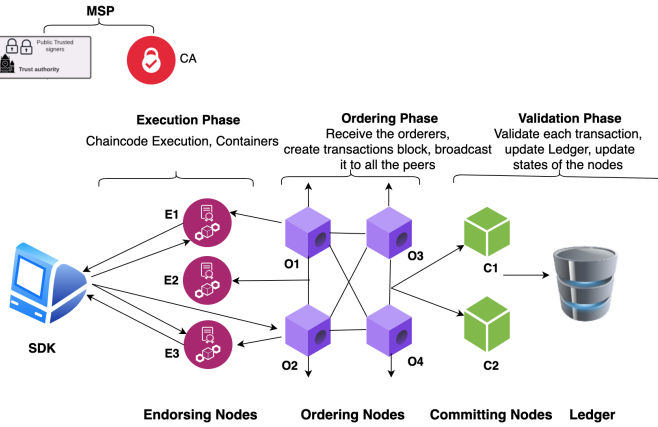 MSP
Public Trusted
signers
Trust authority
CA
Execution Phase
Chaincode Execution, Containers
Ordering Phase
Receive the orderers,
create transactions block, broadcast
it to all the peers
Validation Phase
Validate each transaction,
update Ledger, update
states of the nodes
E1
E2
E3
O1
O3
O2
O4
C1
C2
SDK
Endorsing Nodes
Ordering Nodes
Committing Nodes
Ledger